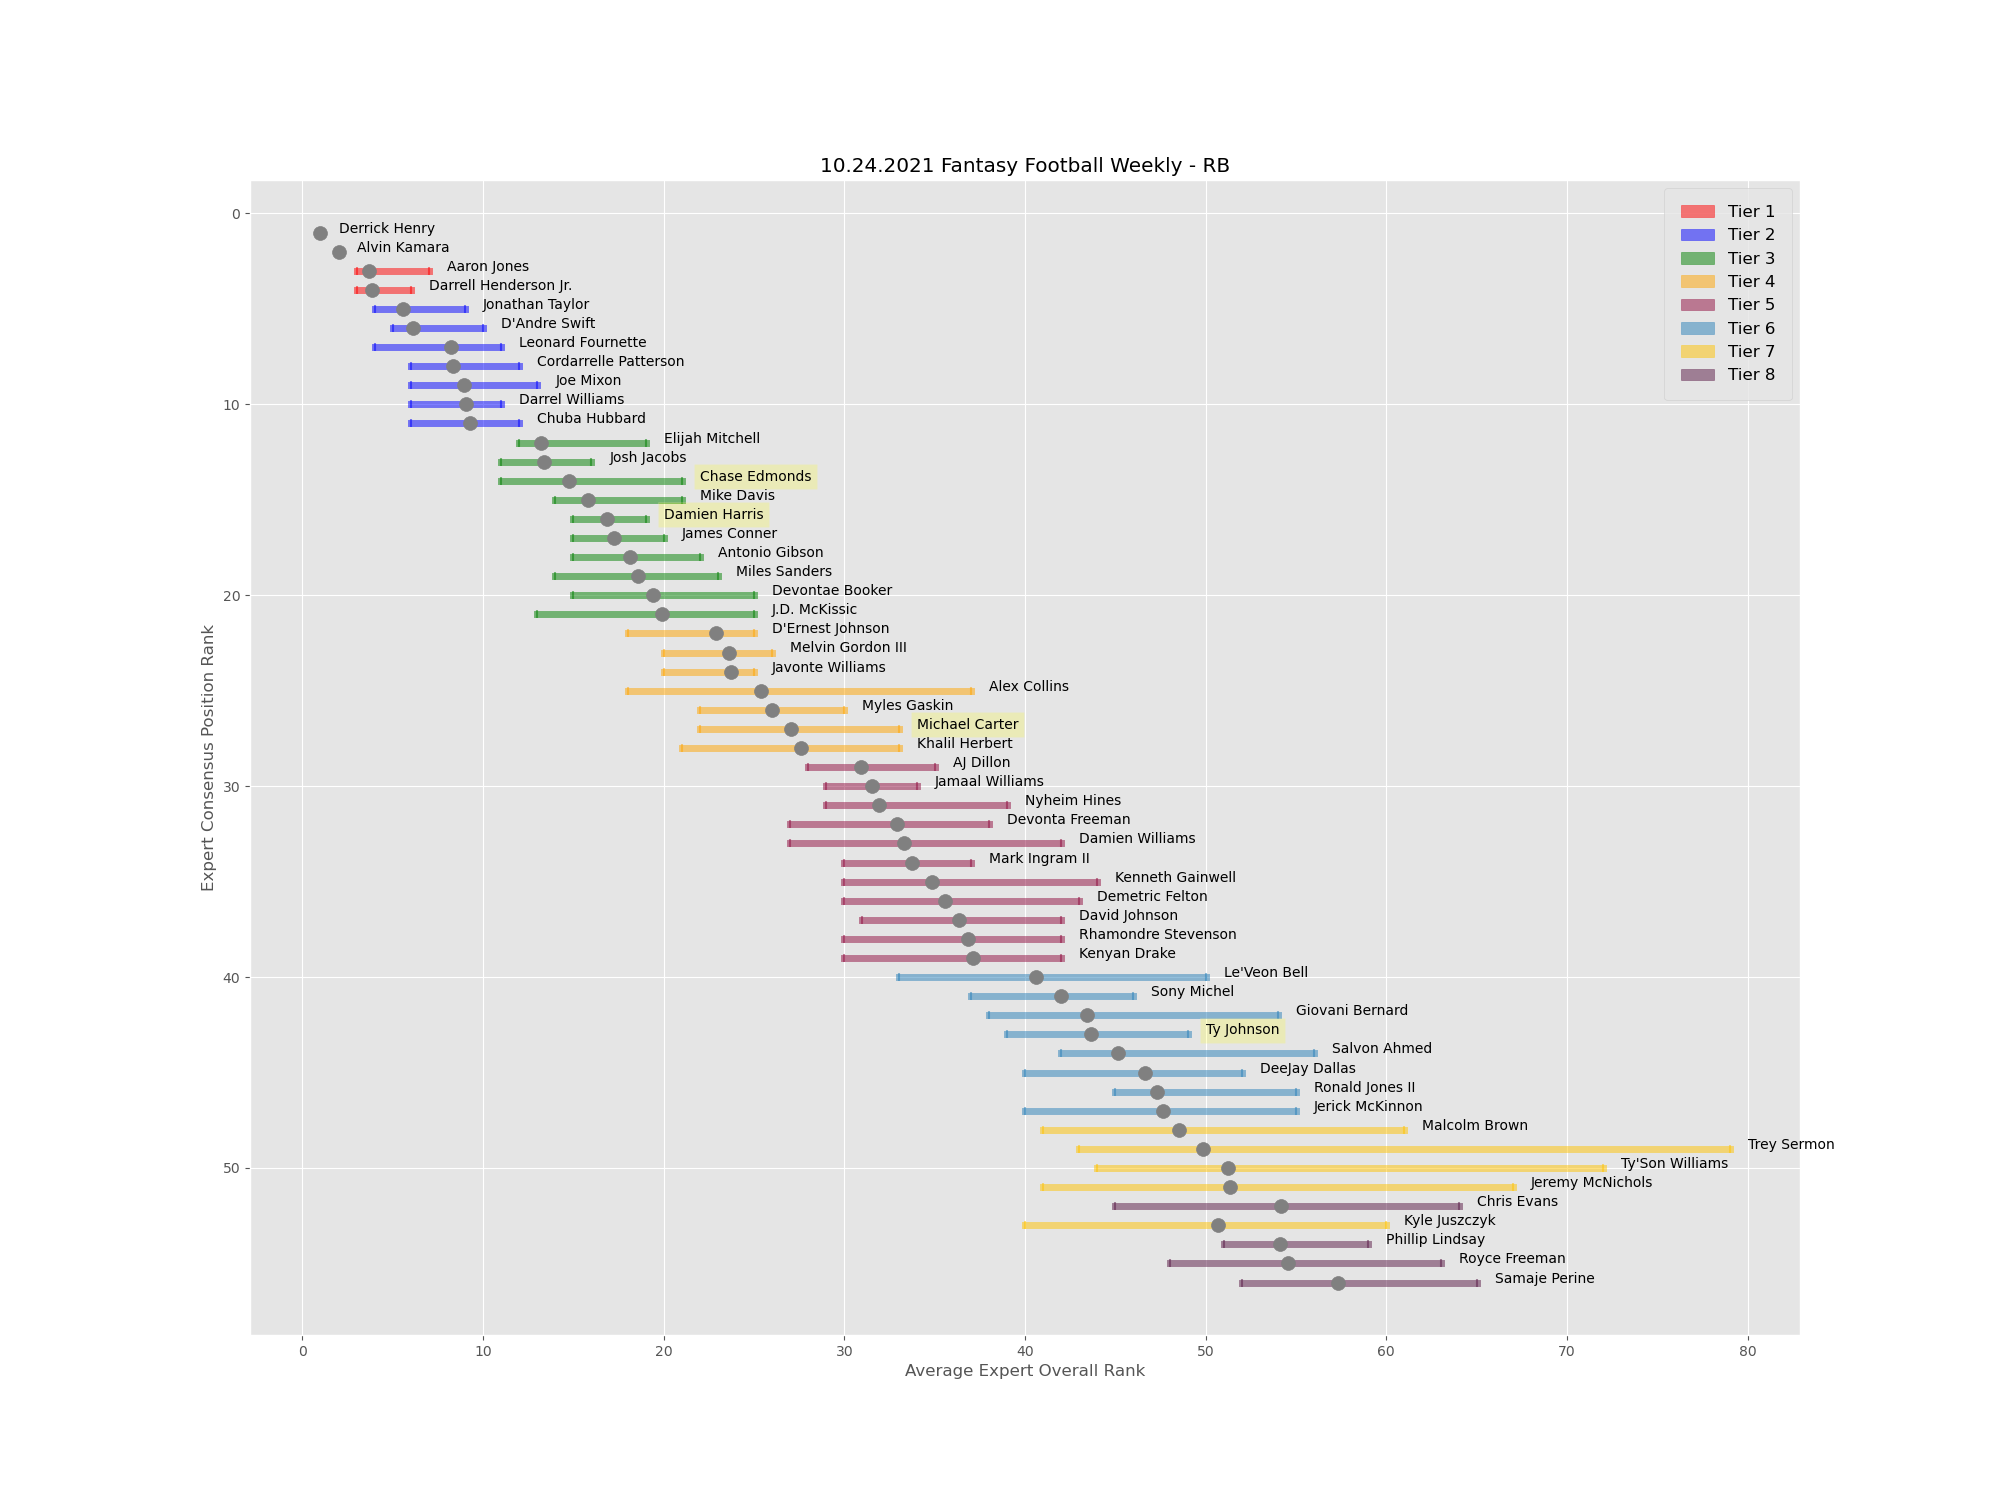 10.24.2021 Fantasy Football Weekly - RB
Tier 1
Tier 2
Tier 3
Tier 4
Tier 5
Tier 6
Tier 7
Tier 8
Derrick Henry
Alvin Kamara
Aaron Jones
Darrell Henderson Jr.
Jonathan Taylor
D'Andre Swift
Leonard Fournette
Cordarrelle Patterson
Joe Mixon
Darrel Williams
Chuba Hubbard
Elijah Mitchell
Josh Jacobs
Chase Edmonds
Mike Davis
Damien Harris
James Conner
Antonio Gibson
Miles Sanders
Devontae Booker
J.D. McKissic
D'Ernest Johnson
Melvin Gordon III
Javonte Williams
Alex Collins
Myles Gaskin
Michael Carter
Khalil Herbert
AJ Dillon
Jamaal Williams
Nyheim Hines
Devonta Freeman
Damien Williams
Mark Ingram II
Kenneth Gainwell
Demetric Felton
David Johnson
Rhamondre Stevenson
Kenyan Drake
Le'Veon Bell
Sony Michel
Giovani Bernard
Ty Johnson
Salvon Ahmed
DeeJay Dallas
Ronald Jones II
Jerick McKinnon
Malcolm Brown
Trey Sermon
Ty'Son Williams
Jeremy McNichols
Chris Evans
Kyle Juszczyk
Phillip Lindsay
Royce Freeman
Samaje Perine
0
10
20
30
40
50
Expert Consensus Position Rank
0 10 20 30 40 50 60 70 80
Average Expert Overall Rank